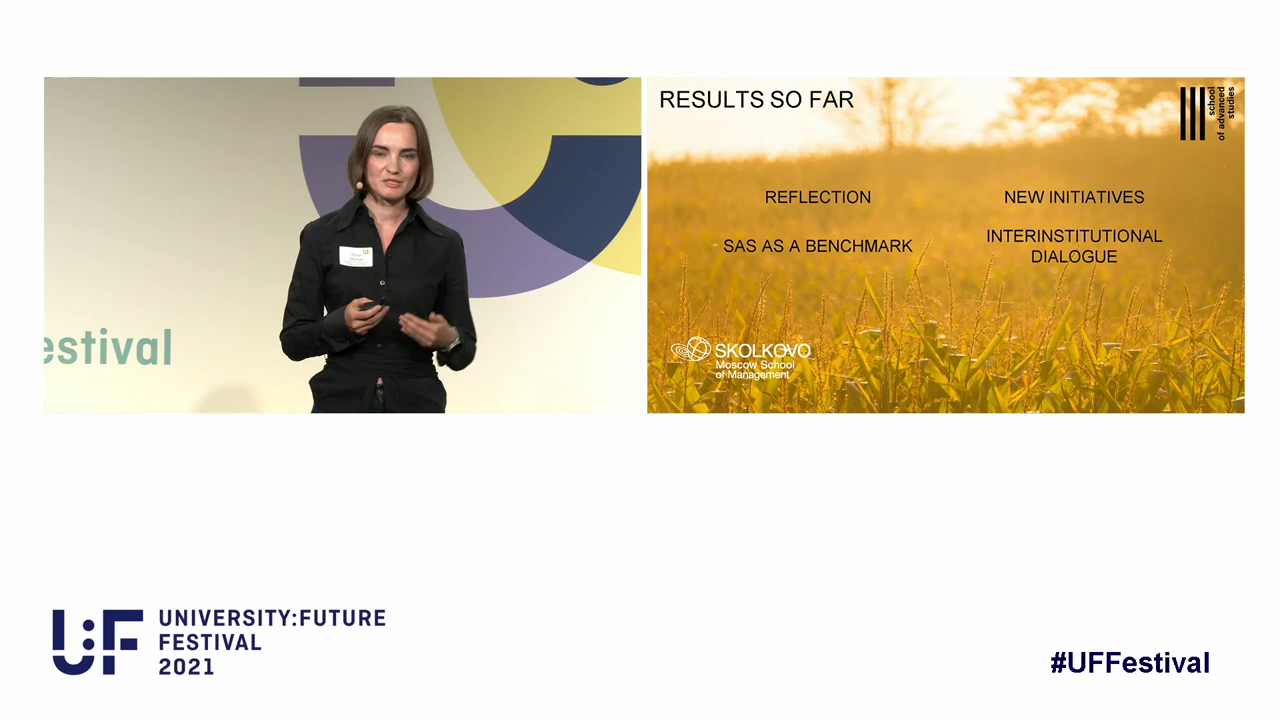 estival
RESULTS SO FAR
school
of advanced
studies
REFLECTION
NEW INITIATIVES
SAS AS A BENCHMARK
INTERINSTITUTIONAL
DIALOGUE
SKOLKOVO
Moscow School
of Management
U:F
UNIVERSITY:FUTURE
FESTIVAL
2021
#UFFestival